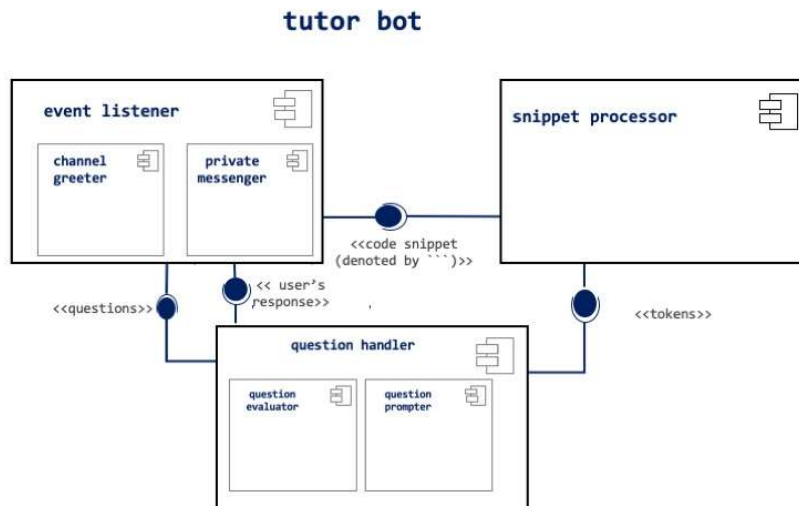 tutor bot
event listener
channel
greeter
private
messenger
snippet processor
<<code snippet
(denoted by ```)>>
<<questions>>
<< user's
response>>
<<tokens>>
question handler
question
evaluator
question
prompter